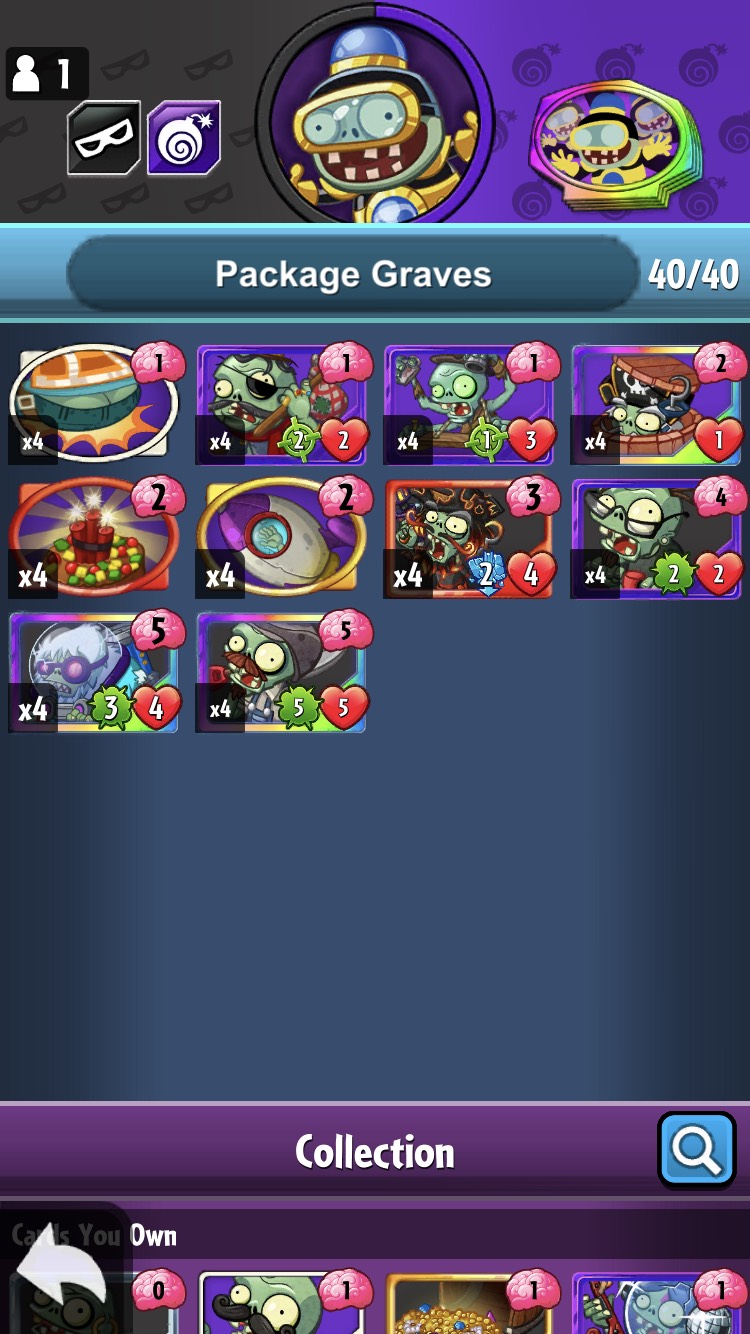 1
Package Graves 40/40
1 1 1 2
x4 x4 2 2 x4 1 3 x4 1
2 2 3 4
x4 x4 x4 2 4 x4 2 2
5 5
x4 3 4 x4 5 5
Collection
Cards You Own
0 1 1 1